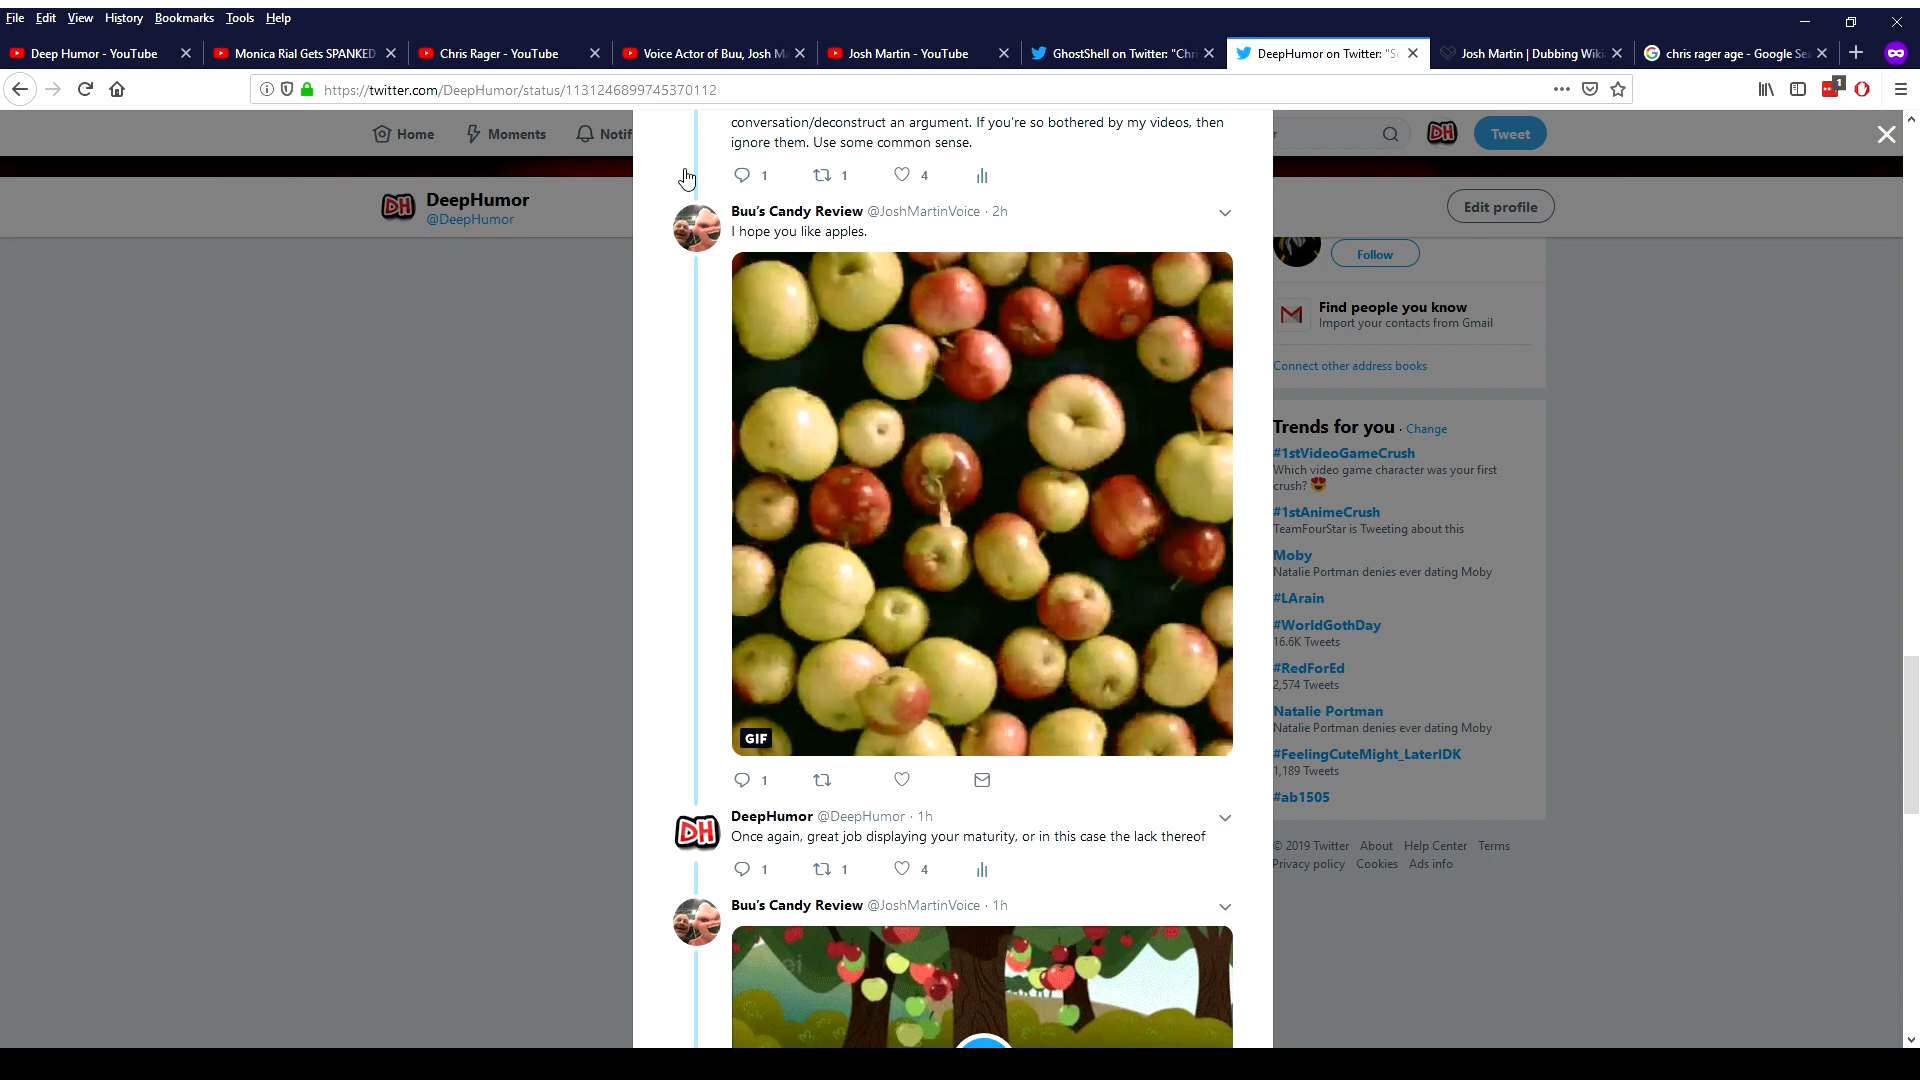 File Edit View History Bookmarks Tools Help
Deep Humor - YouTube
Monica Rial Gets SPANKED
Chris Rager - YouTube
Voice Actor of Buu, Josh Ma
Josh Martin - YouTube
GhostShell on Twitter: "Chri
DeepHumor on Twitter: "So
Josh Martin | Dubbing Wiki
chris rager age - Google Sea
https://twitter.com/DeepHumor/status/1131246899745370112
1
Home Moments Notif
DH
Tweet
DeepHumor
@DeepHumor
Edit profile
conversation/deconstruct an argument. If you're so bothered by my videos, then
ignore them. Use some common sense.
1 1 4
Buu's Candy Review @JoshMartinVoice · 2h
I hope you like apples.
GIF
1
DH
DeepHumor @DeepHumor · 1h
Once again, great job displaying your maturity, or in this case the lack thereof
1 1 4
Buu's Candy Review @JoshMartinVoice · 1h
Follow
Find people you know
Import your contacts from Gmail
Connect other address books
Trends for you · Change
#1stVideoGameCrush
Which video game character was your first
crush? 😍
#1stAnimeCrush
TeamFourStar is Tweeting about this
Moby
Natalie Portman denies ever dating Moby
#LArain
#WorldGothDay
16.6K Tweets
#RedForEd
2,574 Tweets
Natalie Portman
Natalie Portman denies ever dating Moby
#FeelingCuteMight_LaterIDK
1,189 Tweets
#ab1505
© 2019 Twitter About Help Center Terms
Privacy policy Cookies Ads info